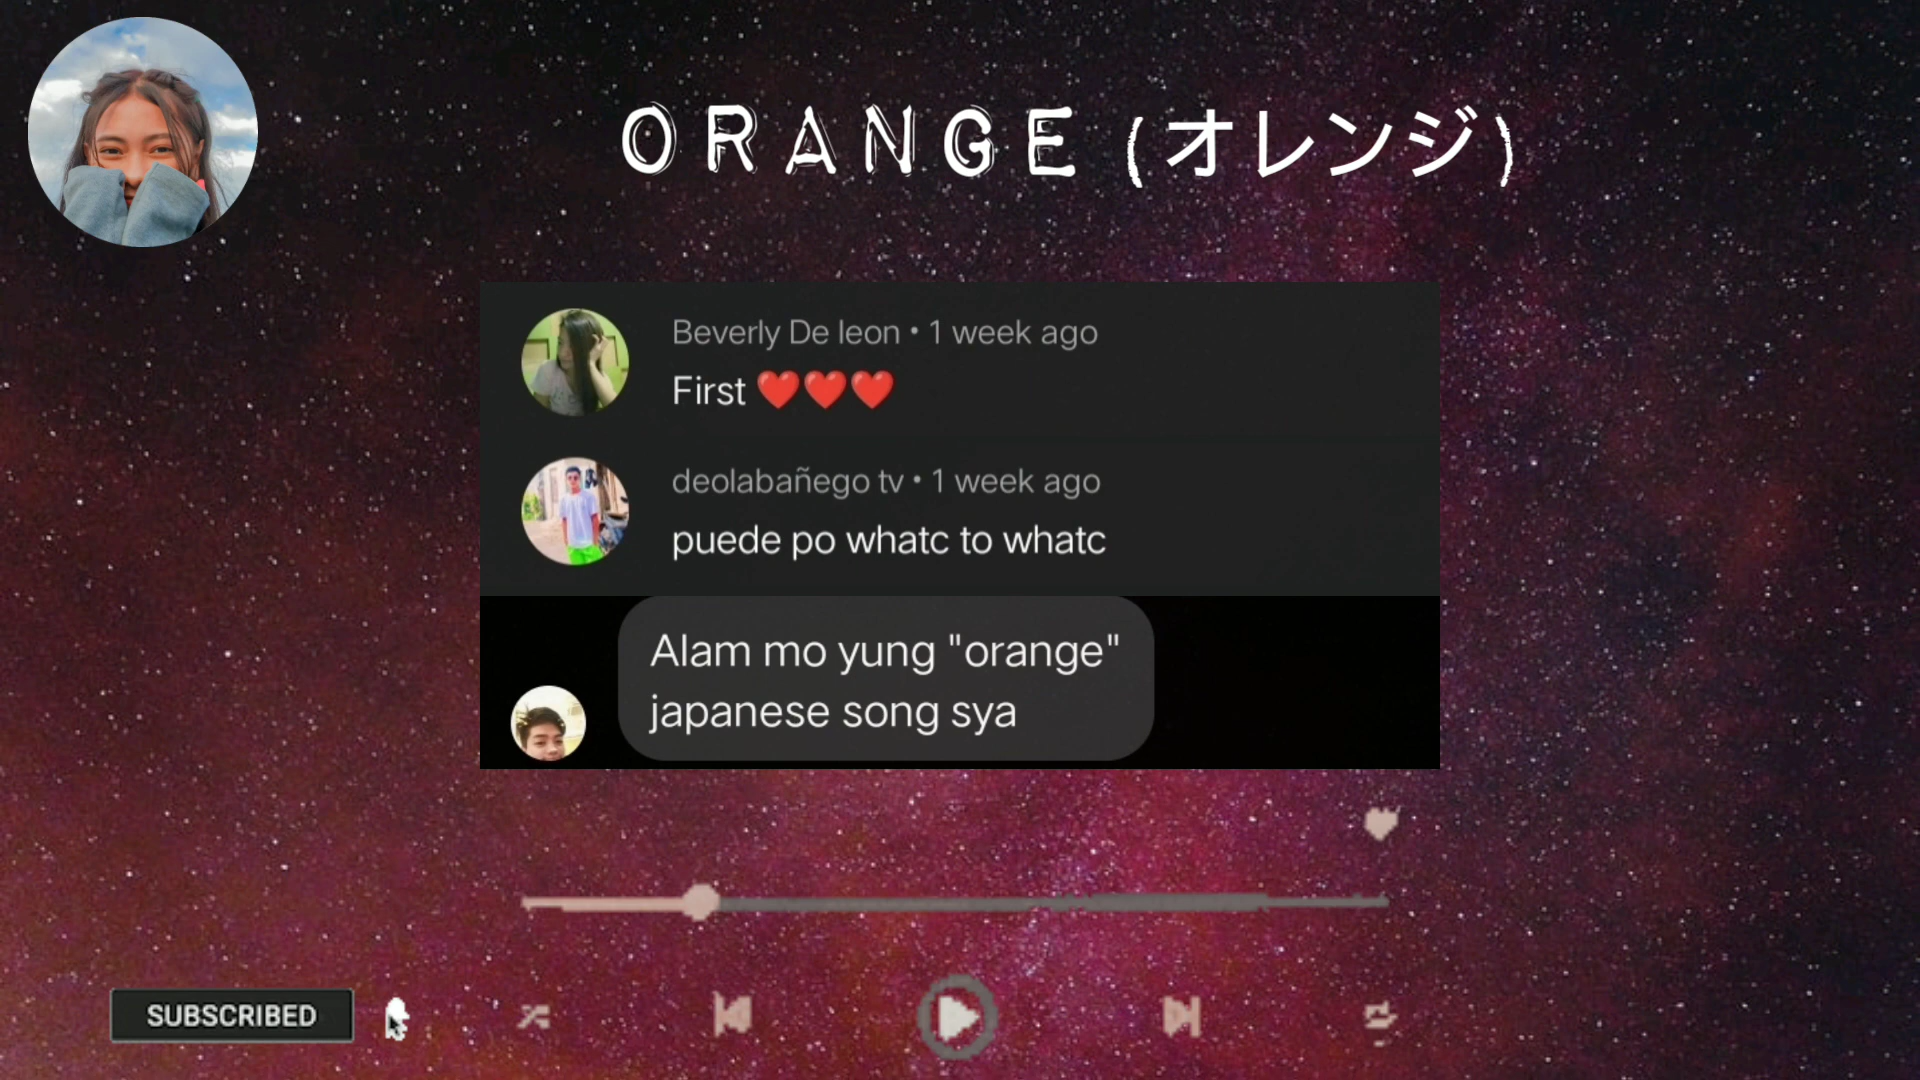 ORANGE (オレンジ)
Beverly De leon • 1 week ago
First ❤️❤️❤️
deolabañego tv • 1 week ago
puede po whatc to whatc
Alam mo yung "orange"
japanese song sya
SUBSCRIBED